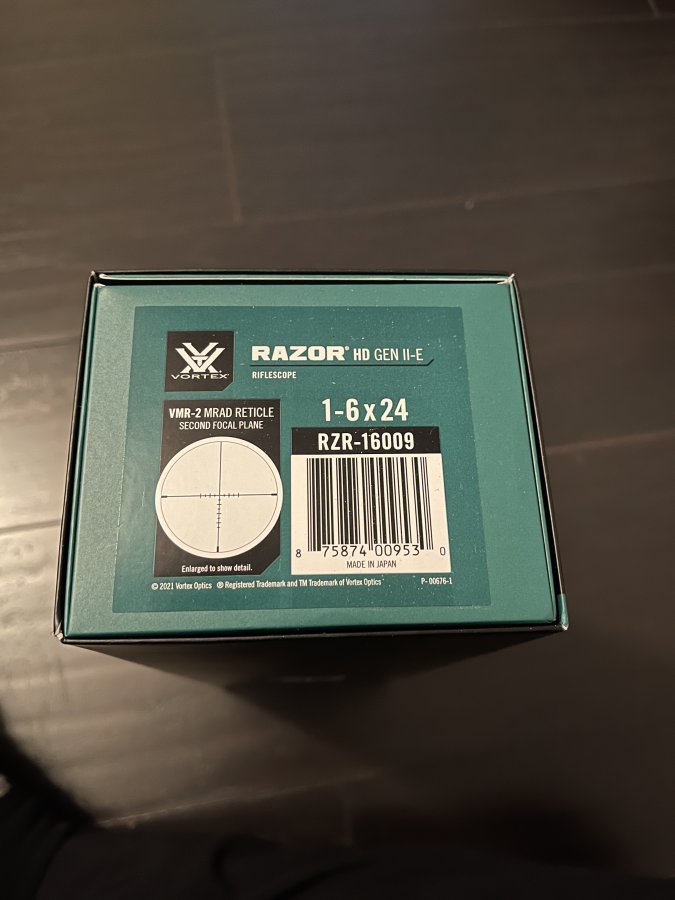 VORTEX®
RAZOR® HD GEN II-E
RIFLESCOPE
VMR-2 MRAD RETICLE
SECOND FOCAL PLANE
Enlarged to show detail.
1-6 x 24
RZR-16009
8 75874 00953 0
MADE IN JAPAN
© 2021 Vortex Optics ® Registered Trademark and TM Trademark of Vortex Optics
P-00676-1